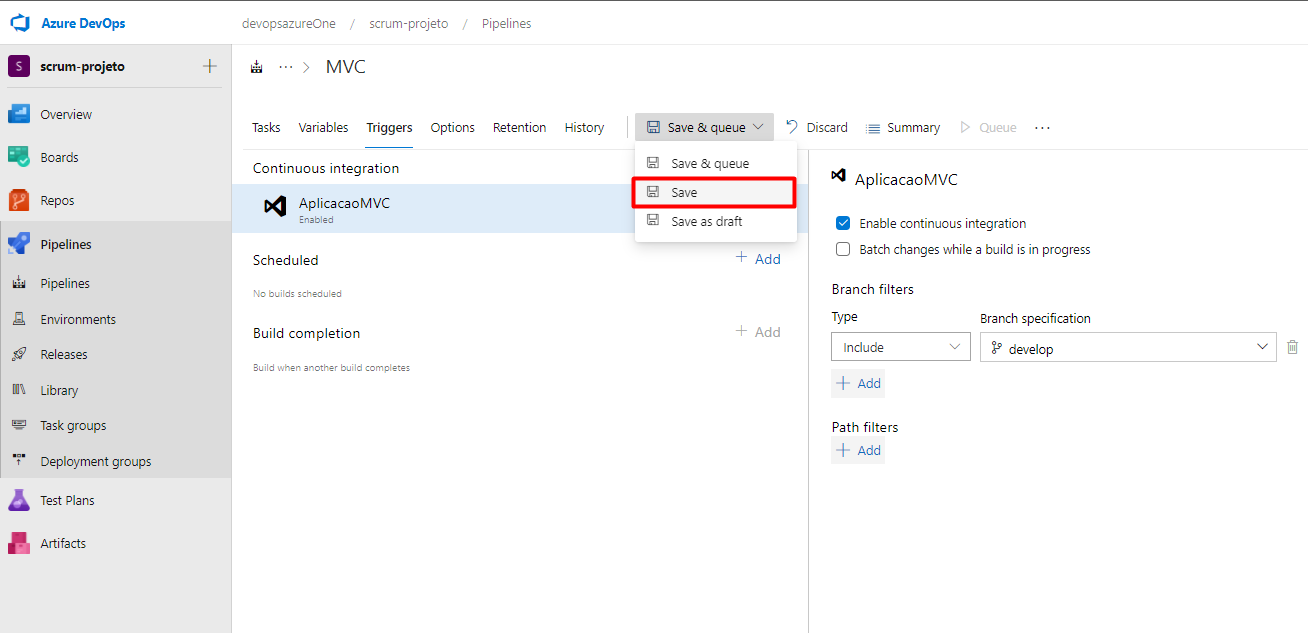 Azure DevOps
devopsazureOne / scrum-projeto / Pipelines
S scrum-projeto
Overview
Boards
Repos
Pipelines
Pipelines
Environments
Releases
Library
Task groups
Deployment groups
Test Plans
Artifacts
··· > MVC
Tasks Variables Triggers Options Retention History Save & queue Discard Summary Queue ···
Save & queue
Save
Save as draft
Continuous integration
AplicacaoMVC
Enabled
Scheduled + Add
No builds scheduled
Build completion + Add
Build when another build completes
AplicacaoMVC
Enable continuous integration
Batch changes while a build is in progress
Branch filters
Type Branch specification
Include develop
+ Add
Path filters
+ Add